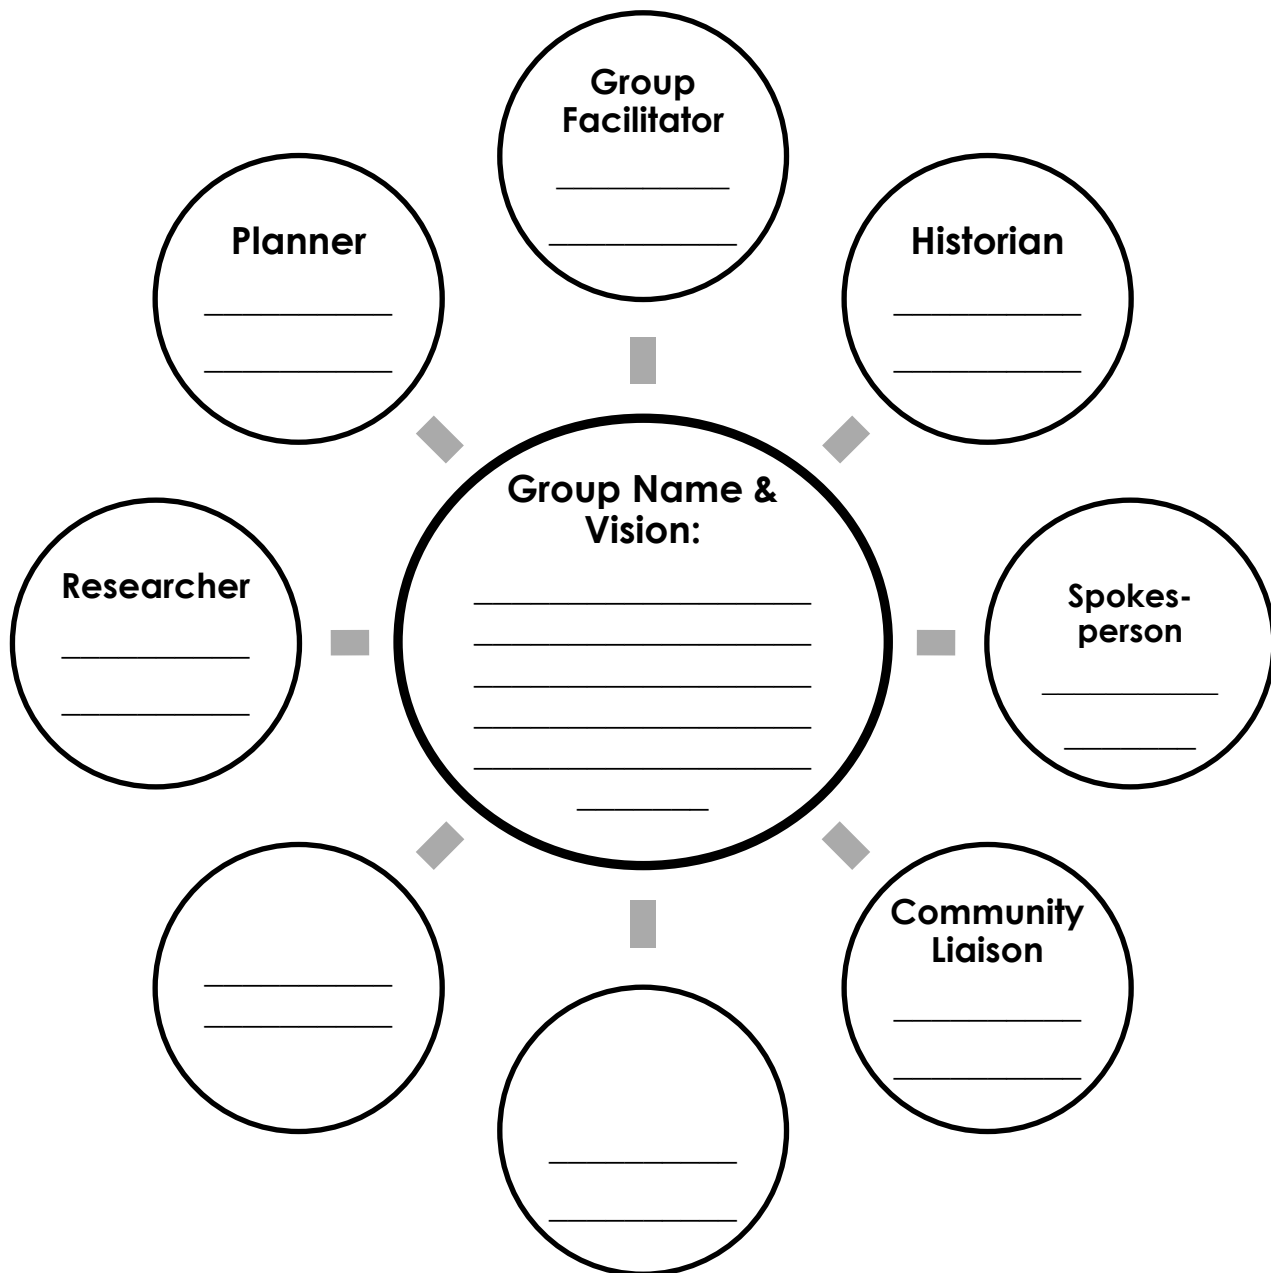 Group
Facilitator
Planner
Historian
Group Name &
Vision:
Researcher
Spokes-
person
Community
Liaison